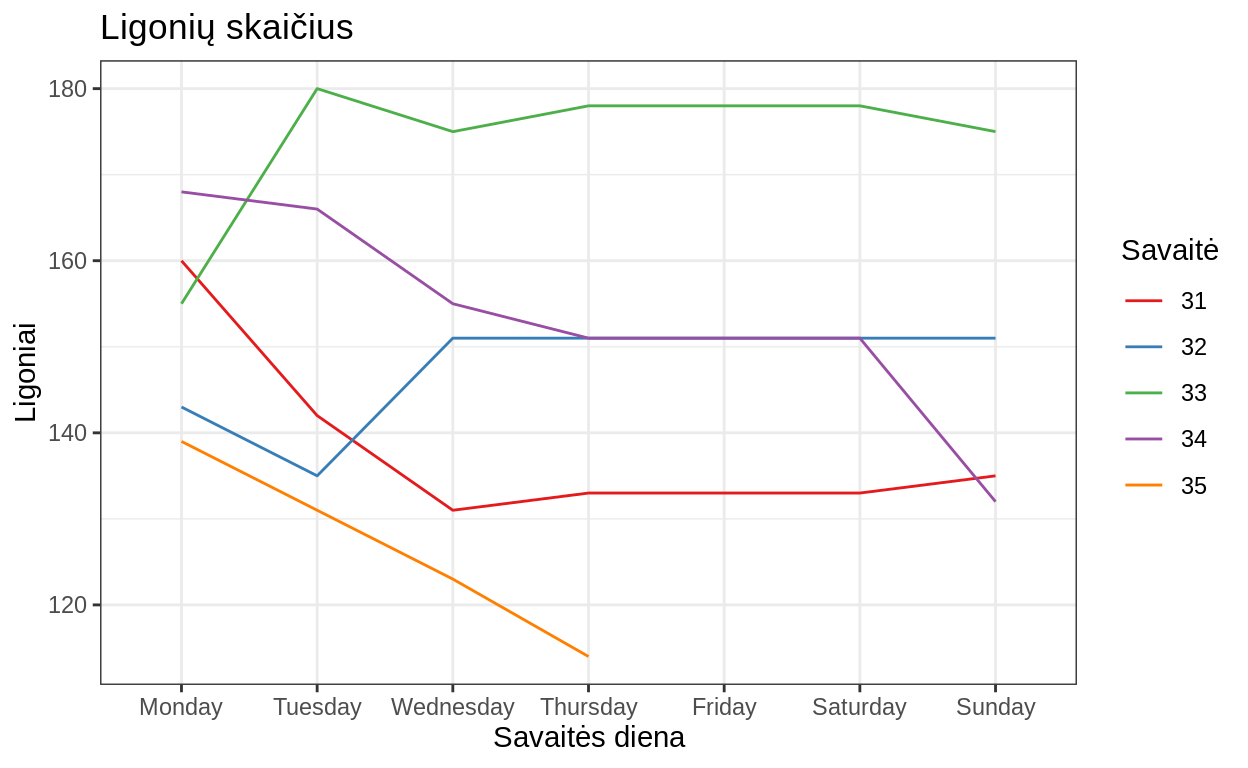 Ligonių skaičius
Ligoniai
180
160
140
120
Monday Tuesday Wednesday Thursday Friday Saturday Sunday
Savaitės diena
Savaitė
31
32
33
34
35